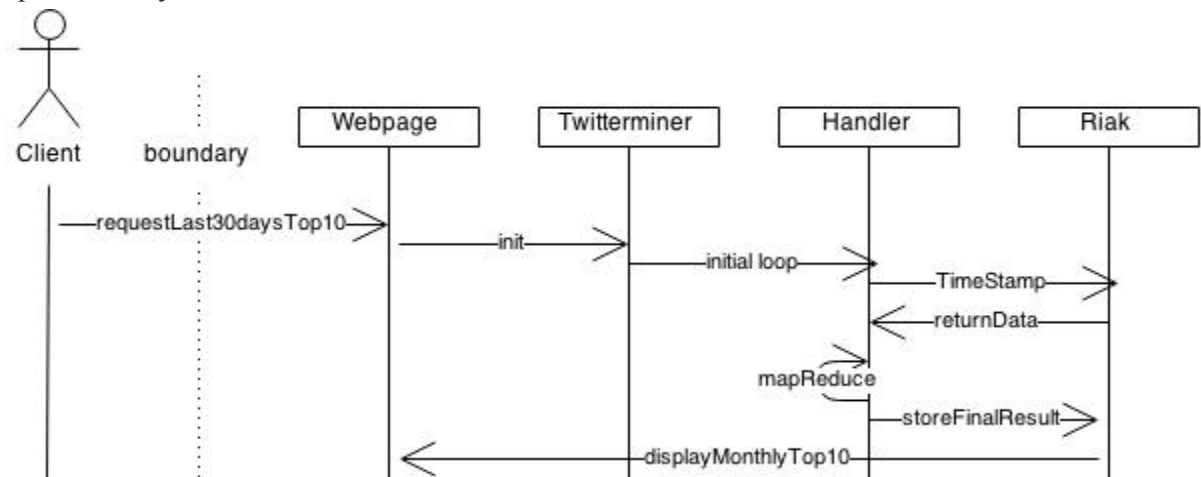 Webpage
Twitterminer
Handler
Riak
Client
boundary
requestLast30daysTop10
init
initial loop
TimeStamp
returnData
mapReduce
storeFinalResult
displayMonthlyTop10